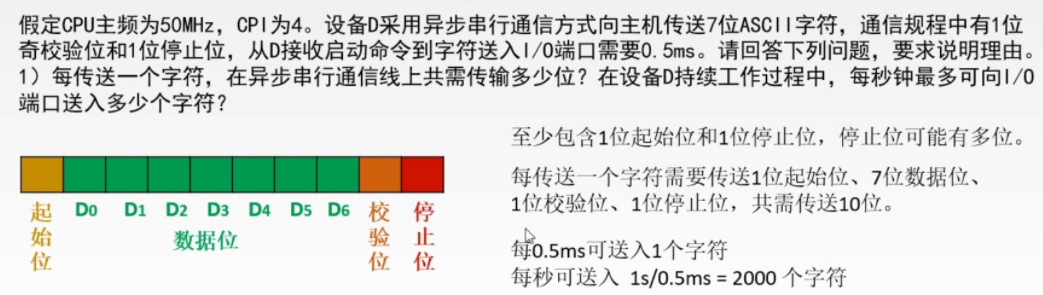 假定CPU主频为50MHz，CPI为4。设备D采用异步串行通信方式向主机传送7位ASCII字符，通信规程中有1位
奇校验位和1位停止位，从D接收启动命令到字符送入I/O端口需要0.5ms。请回答下列问题，要求说明理由。
1）每传送一个字符，在异步串行通信线上共需传输多少位？在设备D持续工作过程中，每秒钟最多可向I/O
端口送入多少个字符？
至少包含1位起始位和1位停止位，停止位可能有多位。
每传送一个字符需要传送1位起始位、7位数据位、
1位校验位、1位停止位，共需传送10位。
每0.5ms可送入1个字符
每秒可送入 1s/0.5ms = 2000 个字符
起始位 D0 D1 D2 D3 D4 D5 D6 校验位 停止位
数据位